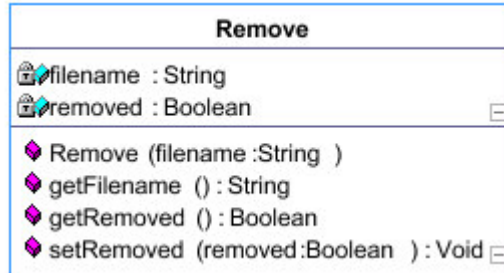 Remove
filename : String
removed : Boolean
Remove (filename :String )
getFilename () : String
getRemoved () : Boolean
setRemoved (removed:Boolean ) : Void